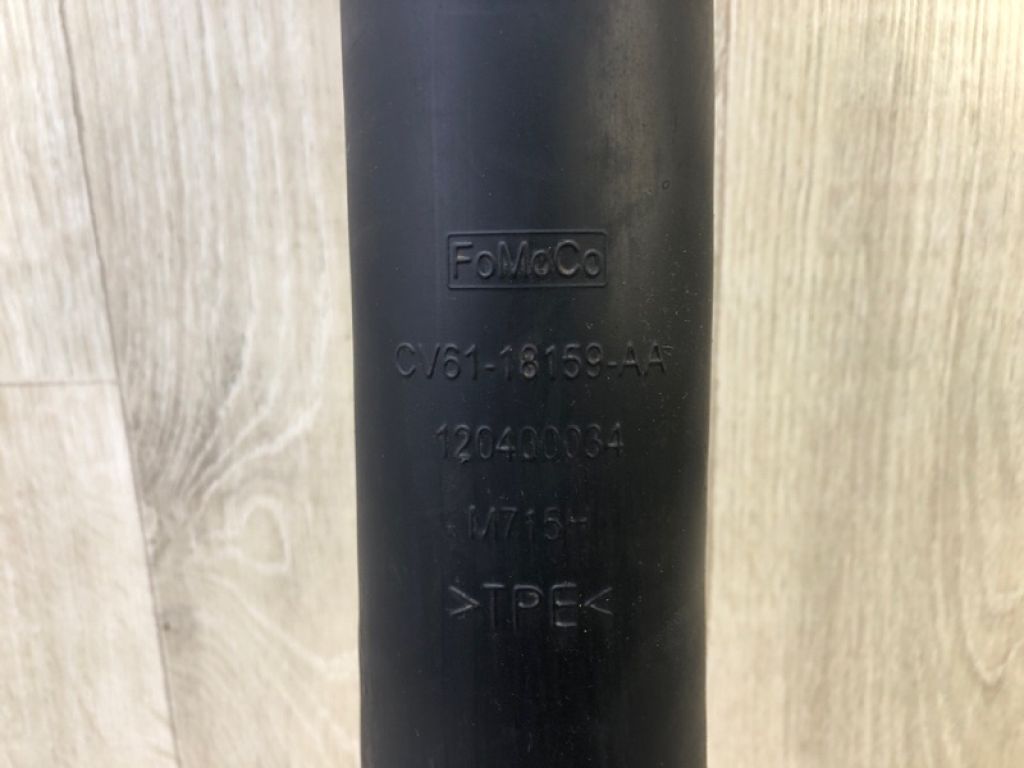 FoMoCo
CV61-18159-AA
120400034
M715H
>TPE<